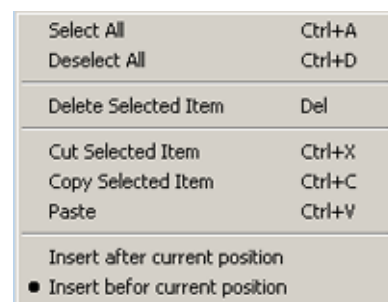 Select All Ctrl+A
Deselect All Ctrl+D
Delete Selected Item Del
Cut Selected Item Ctrl+X
Copy Selected Item Ctrl+C
Paste Ctrl+V
Insert after current position
Insert befor current position